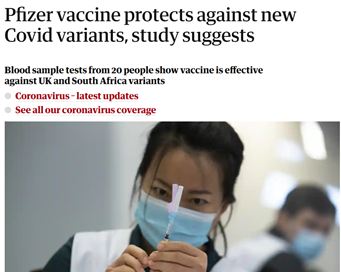 Pfizer vaccine protects against new
Covid variants, study suggests
Blood sample tests from 20 people show vaccine is effective
against UK and South Africa variants
Coronavirus – latest updates
See all our coronavirus coverage